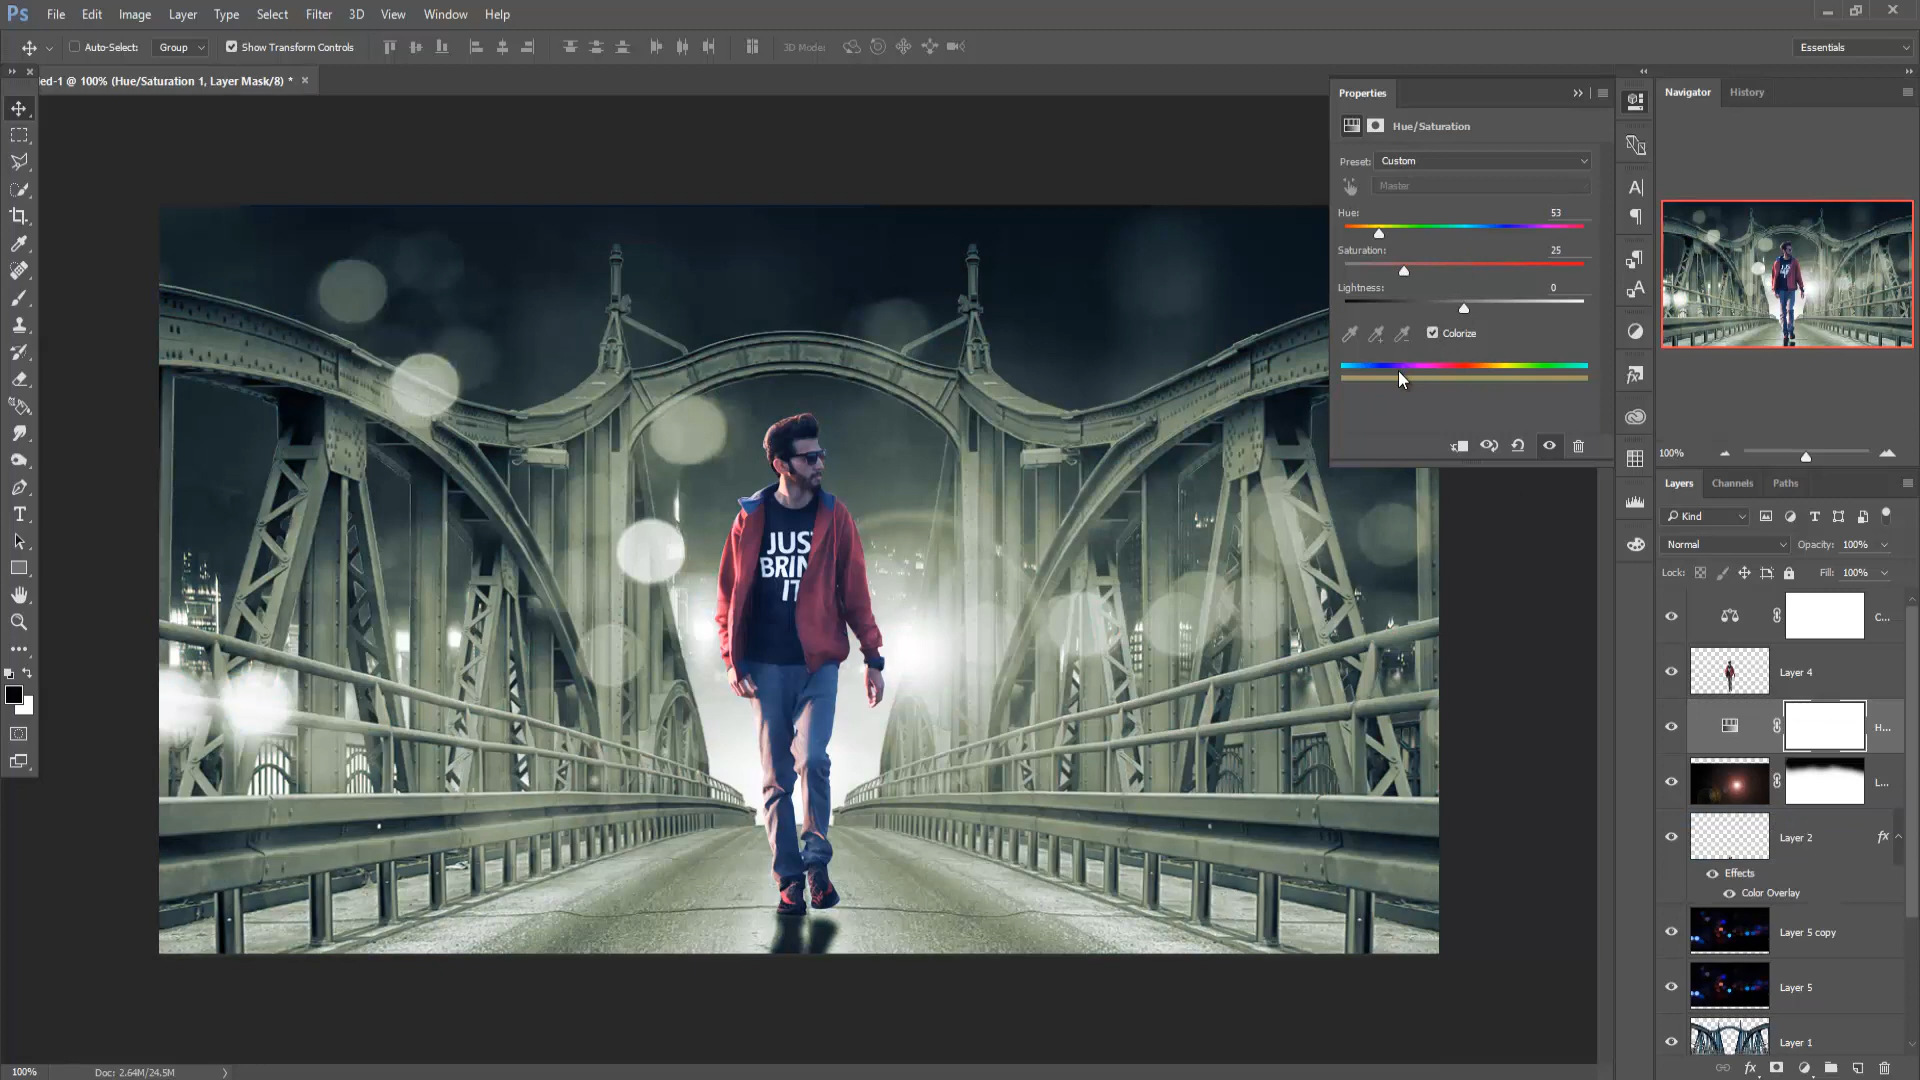 Ps File Edit Image Layer Type Select Filter 3D View Window Help
Auto-Select: Group Show Transform Controls 3D Mode: Essentials
ed-1 @ 100% (Hue/Saturation 1, Layer Mask/8) *
Properties
Navigator History
Hue/Saturation
Preset: Custom
Master
Hue: 53
Saturation: 25
Lightness: 0
Colorize
JUST
BRIN
IT
100%
Layers Channels Paths
Kind
Normal Opacity: 100%
Lock: Fill: 100%
C...
Layer 4
H...
L...
Layer 2 fx
Effects
Color Overlay
Layer 5 copy
Layer 5
Layer 1
100% Doc: 2.64M/24.5M
fx